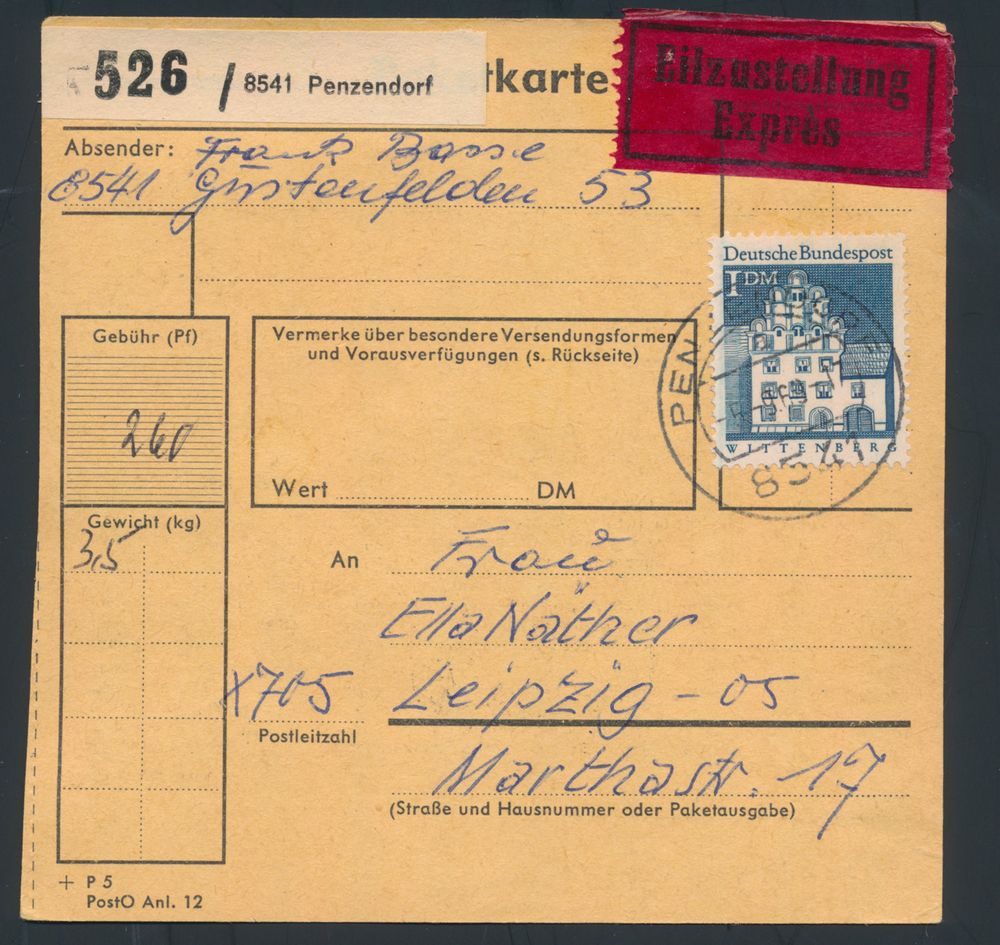 526 / 8541 Penzendorf
tkarte
Eilzustellung
Exprès
Absender: Frank Basse
8541 Güstenfelden 53
Deutsche Bundespost
1 DM
WITTENBERG
8541
Gebühr (Pf)
260
Vermerke über besondere Versendungsformen
und Vorausverfügungen (s. Rückseite)
Wert DM
Gewicht (kg)
3,5
An Frau
Ella Näther
X705 Leipzig - 05
Postleitzahl
Marthastr. 17
(Straße und Hausnummer oder Paketausgabe)
+ P 5
PostO Anl. 12